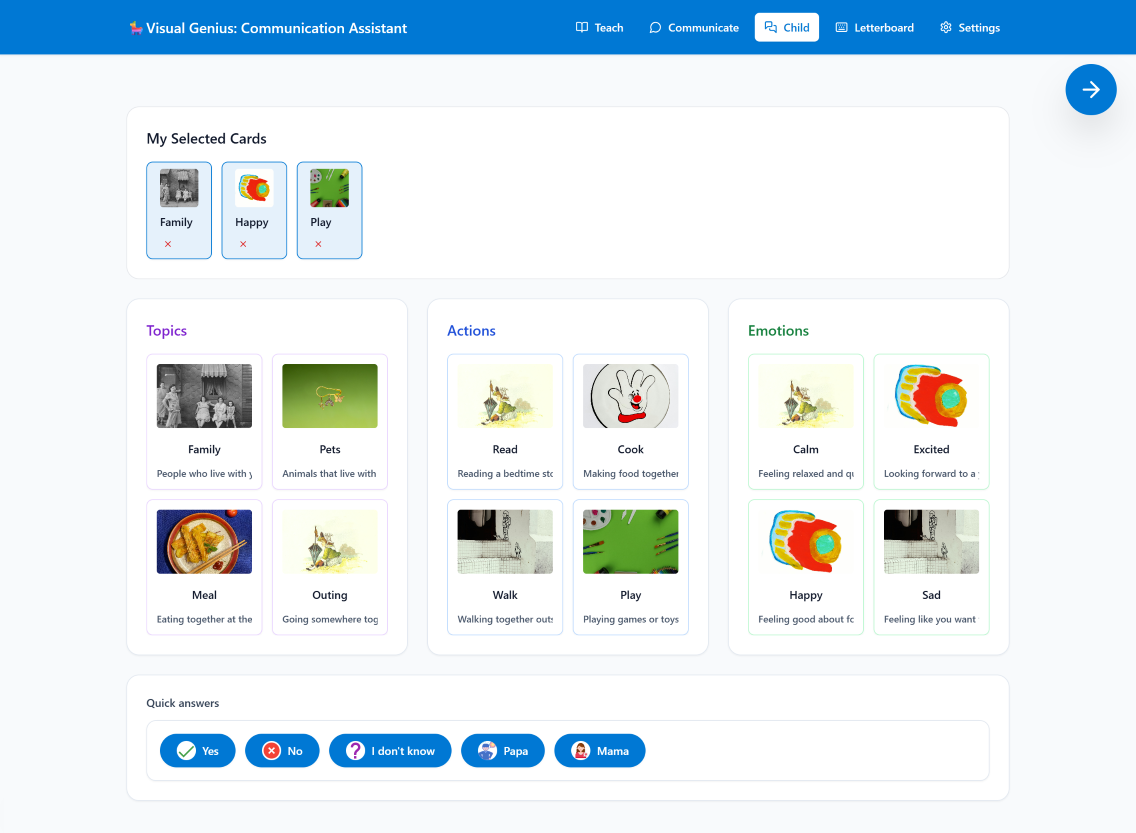 Visual Genius: Communication Assistant
Teach
Communicate
Child
Letterboard
Settings
My Selected Cards
Family
Happy
Play
Topics
Family
People who live with y
Pets
Animals that live with
Meal
Eating together at the
Outing
Going somewhere tog
Actions
Read
Reading a bedtime sto
Cook
Making food together
Walk
Walking together outs
Play
Playing games or toys
Emotions
Calm
Feeling relaxed and qu
Excited
Looking forward to a
Happy
Feeling good about fo
Sad
Feeling like you want
Quick answers
Yes
No
I don't know
Papa
Mama